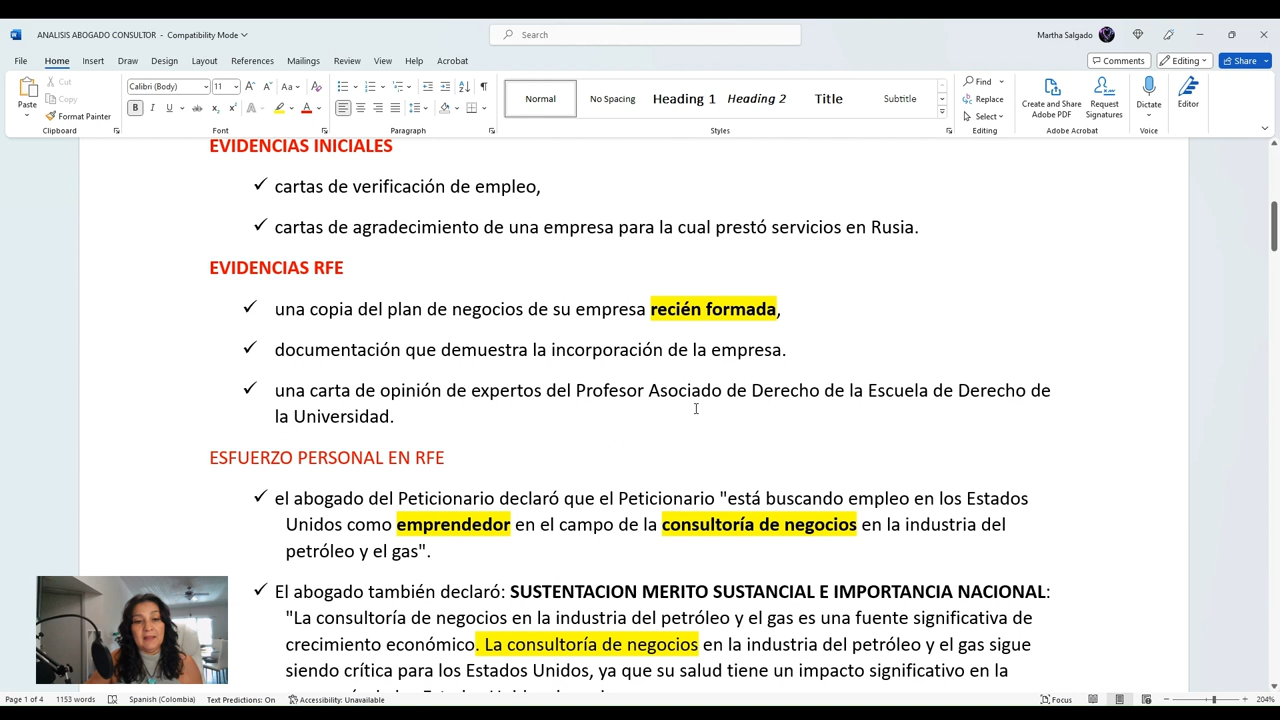 ANALISIS ABOGADO CONSULTOR - Compatibility Mode
Search
Martha Salgado
File Home Insert Draw Design Layout References Mailings Review View Help Acrobat
Comments Editing Share
Paste
Cut
Copy
Format Painter
Clipboard
Calibri (Body) 11
Font
Paragraph
Normal No Spacing Heading 1 Heading 2 Title Subtitle
Styles
Find
Replace
Select
Editing
Create and Share Adobe PDF
Request Signatures
Adobe Acrobat
Dictate
Voice
Editor
EVIDENCIAS INICIALES
✓ cartas de verificación de empleo,
✓ cartas de agradecimiento de una empresa para la cual prestó servicios en Rusia.
EVIDENCIAS RFE
✓ una copia del plan de negocios de su empresa recién formada,
✓ documentación que demuestra la incorporación de la empresa.
✓ una carta de opinión de expertos del Profesor Asociado de Derecho de la Escuela de Derecho de
la Universidad.
ESFUERZO PERSONAL EN RFE
✓ el abogado del Peticionario declaró que el Peticionario "está buscando empleo en los Estados
Unidos como emprendedor en el campo de la consultoría de negocios en la industria del
petróleo y el gas".
✓ El abogado también declaró: SUSTENTACION MERITO SUSTANCIAL E IMPORTANCIA NACIONAL:
"La consultoría de negocios en la industria del petróleo y el gas es una fuente significativa de
crecimiento económico. La consultoría de negocios en la industria del petróleo y el gas sigue
siendo crítica para los Estados Unidos, ya que su salud tiene un impacto significativo en la
Page 1 of 4 1153 words Spanish (Colombia) Text Predictions: On Accessibility: Unavailable
Focus 204%